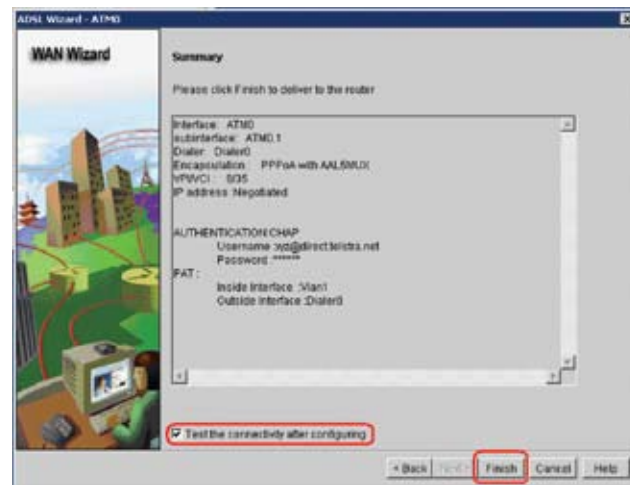 ADSL Wizard - ATM0
WAN Wizard
Summary
Please click Finish to deliver to the router
Interface: ATM0
subinterface: ATM0.1
Dialer: Dialer0
Encapsulation: PPPoA with AAL5MUX
VPI/VCI: 8/35
IP address: Negotiated
AUTHENTICATION:CHAP
Username :xyz@direct.telstra.net
Password :******
PAT :
Inside Interface :Vlan1
Outside Interface :Dialer0
Test the connectivity after configuring
< Back
Next >
Finish
Cancel
Help